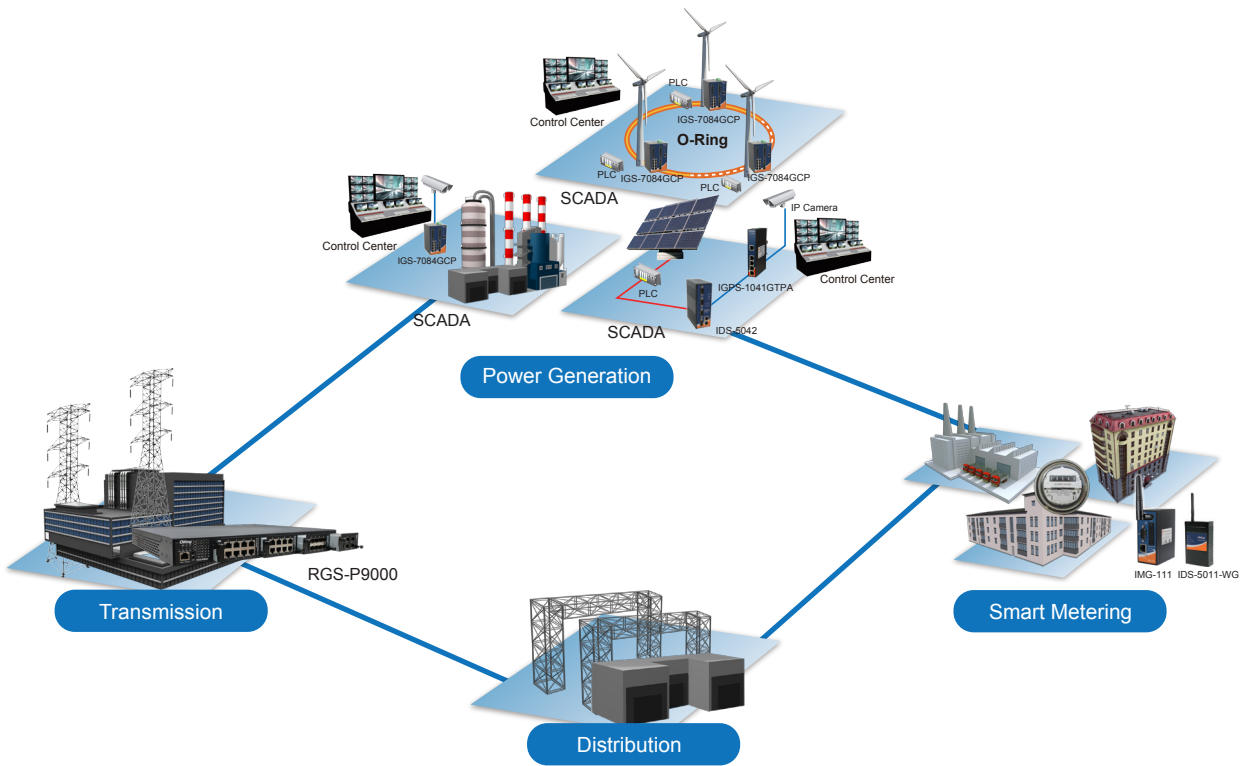 PLC
Control Center
IGS-7084GCP
O-Ring
PLC
IGS-7084GCP
PLC
IGS-7084GCP
SCADA
IP Camera
Control Center
IGS-7084GCP
IGPS-1041GTPA
Control Center
PLC
SCADA
SCADA
IDS-5042
Power Generation
RGS-P9000
IMG-111
IDS-5011-WG
Transmission
Smart Metering
Distribution